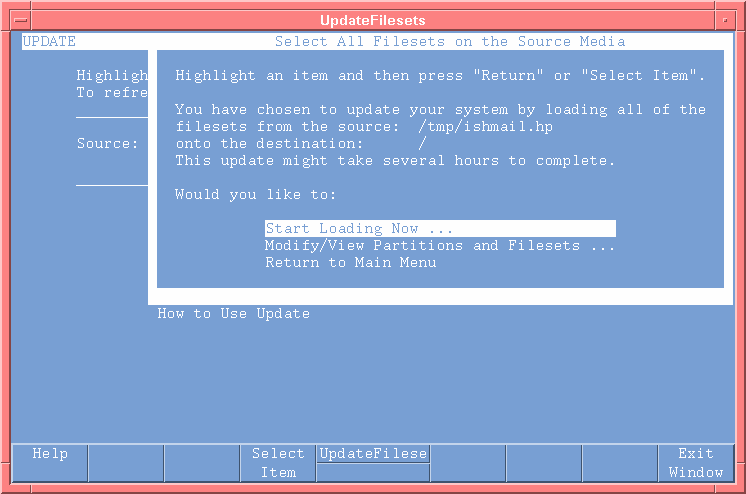 UpdateFilesets
UPDATE
Select All Filesets on the Source Media
Highligh
To refre
Source:
Highlight an item and then press "Return" or "Select Item".
You have chosen to update your system by loading all of the
filesets from the source: /tmp/ishmail.hp
onto the destination: /
This update might take several hours to complete.
Would you like to:
Start Loading Now ...
Modify/View Partitions and Filesets ...
Return to Main Menu
How to Use Update
Help
Select
Item
UpdateFilese
Exit
Window